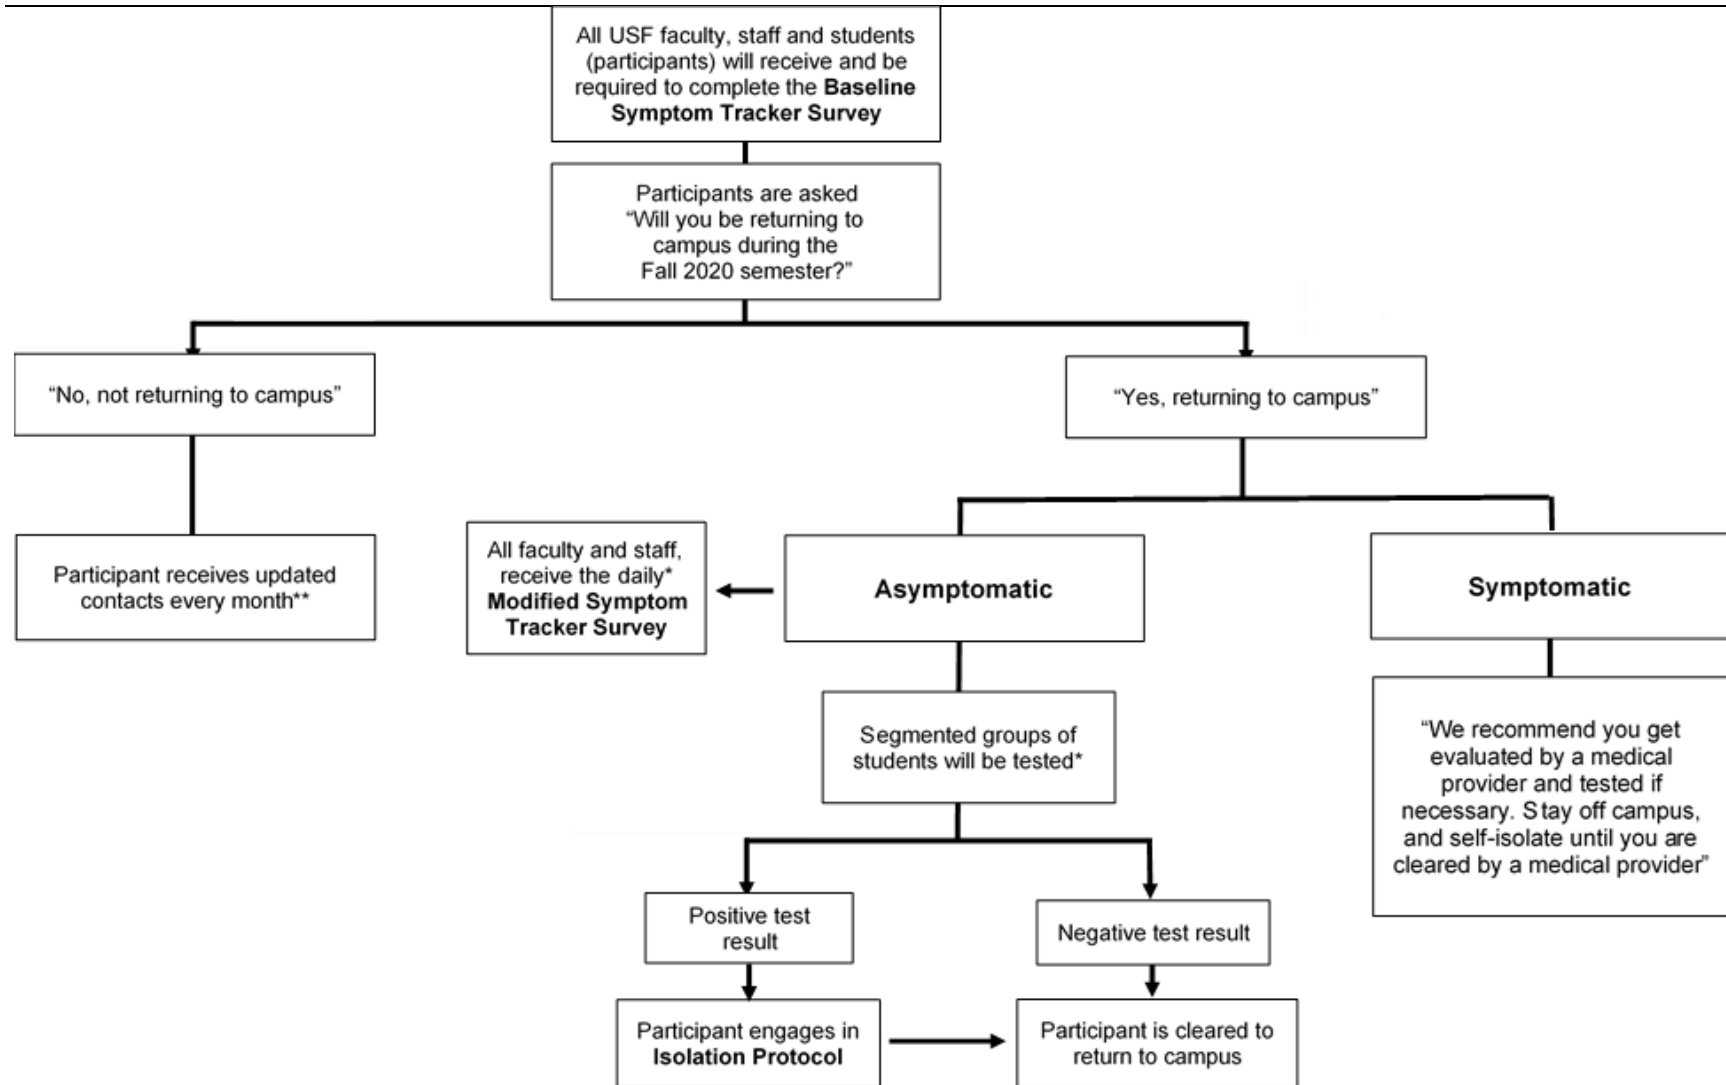 All USF faculty, staff and students
(participants) will receive and be
required to complete the Baseline
Symptom Tracker Survey
Participants are asked
“Will you be returning to
campus during the
Fall 2020 semester?”
“No, not returning to campus”
“Yes, returning to campus”
Participant receives updated
contacts every month**
All faculty and staff,
receive the daily*
Modified Symptom
Tracker Survey
Asymptomatic
Symptomatic
Segmented groups of
students will be tested*
“We recommend you get
evaluated by a medical
provider and tested if
necessary. Stay off campus,
and self-isolate until you are
cleared by a medical provider”
Positive test
result
Negative test result
Participant engages in
Isolation Protocol
Participant is cleared to
return to campus